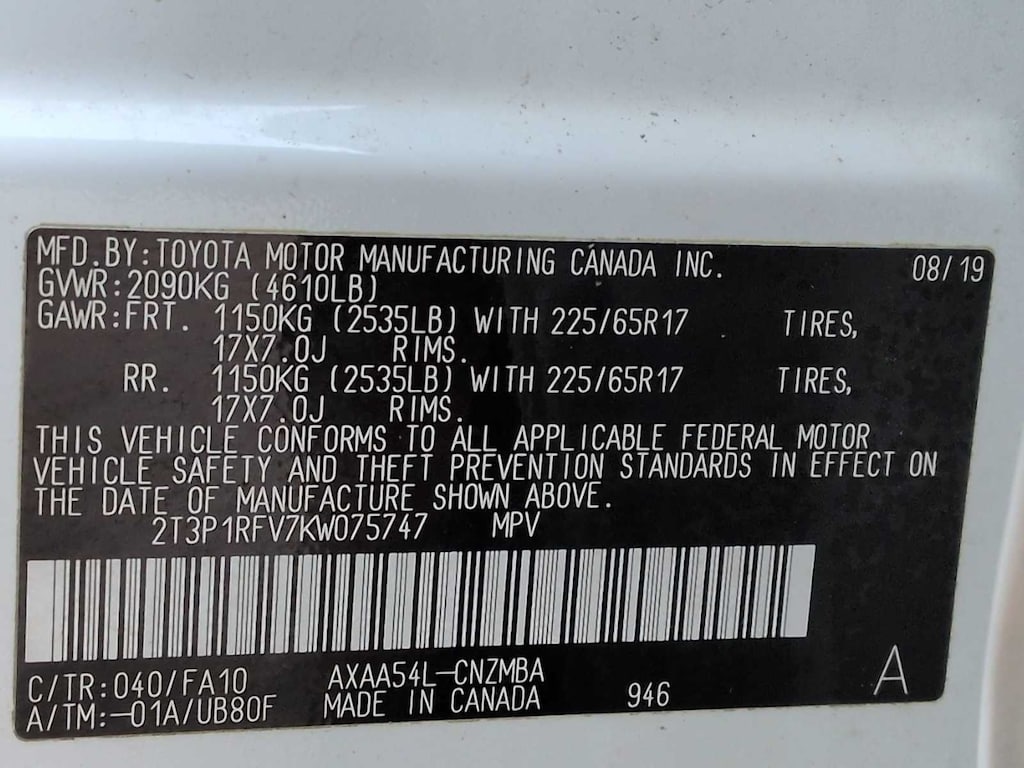 MFD.BY:TOYOTA MOTOR MANUFACTURING CANADA INC. 08/19
GVWR:2090KG (4610LB)
GAWR:FRT. 1150KG (2535LB) WITH 225/65R17 TIRES,
17X7.0J RIMS.
RR. 1150KG (2535LB) WITH 225/65R17 TIRES,
17X7.0J RIMS.
THIS VEHICLE CONFORMS TO ALL APPLICABLE FEDERAL MOTOR
VEHICLE SAFETY AND THEFT PREVENTION STANDARDS IN EFFECT ON
THE DATE OF MANUFACTURE SHOWN ABOVE.
2T3P1RFV7KW075747 MPV
C/TR:040/FA10 AXAA54L-CNZMBA
A/TM:-01A/UB80F MADE IN CANADA 946 A